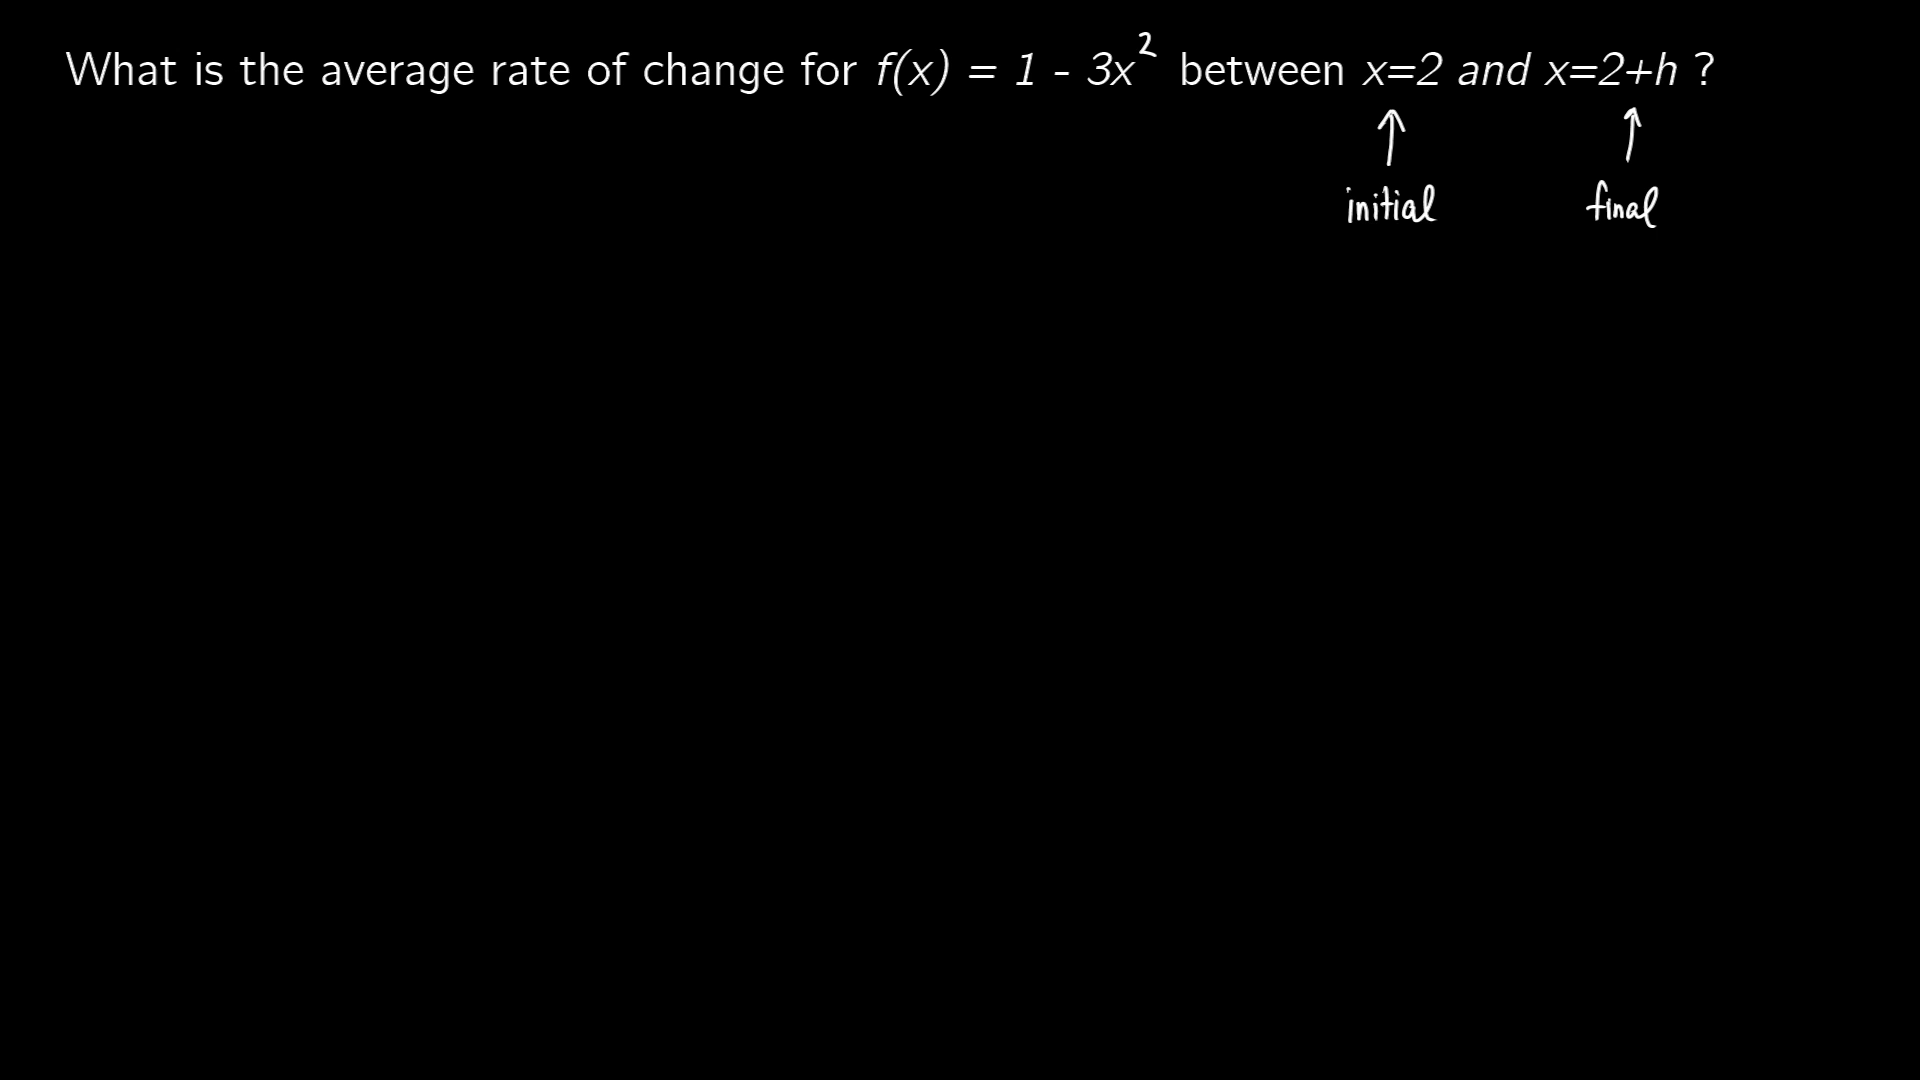 What is the average rate of change for f(x) = 1 - 3x² between x=2 and x=2+h ?
initial final